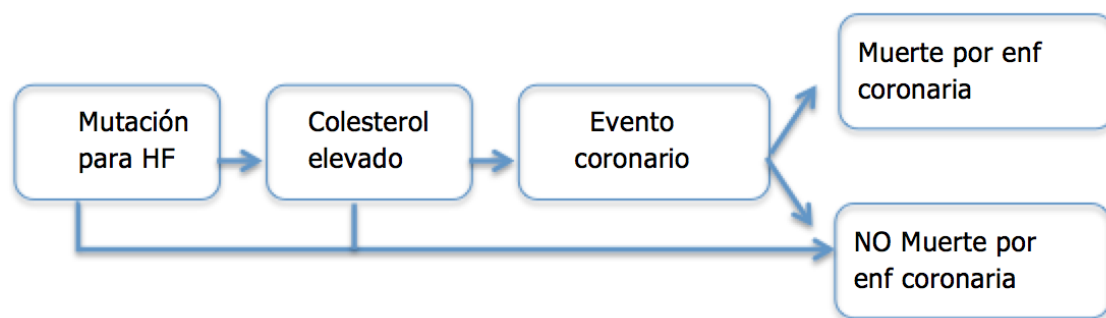 Mutación
para HF
Colesterol
elevado
Evento
coronario
Muerte por enf
coronaria
NO Muerte por
enf coronaria